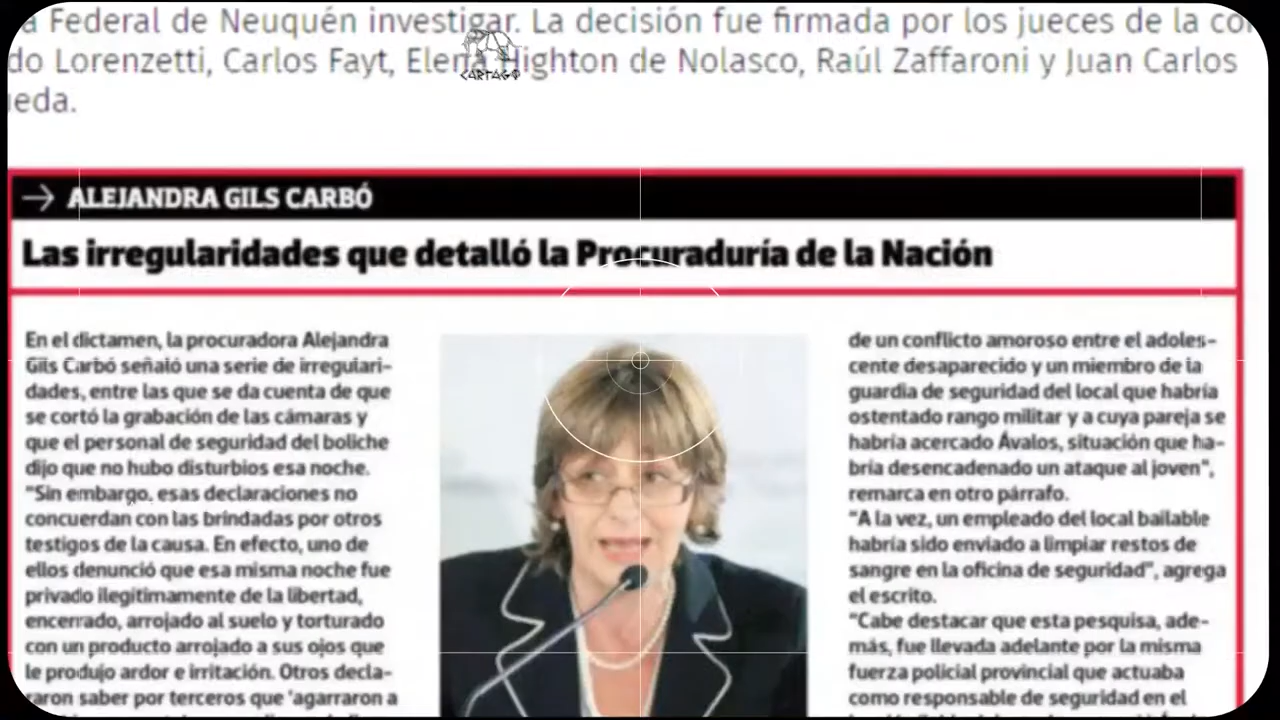 a Federal de Neuquén investigar. La decisión fue firmada por los jueces de la co
do Lorenzetti, Carlos Fayt, Elena Highton de Nolasco, Raúl Zaffaroni y Juan Carlos
ueda.
CARTAGO
→ ALEJANDRA GILS CARBÓ
Las irregularidades que detalló la Procuraduría de la Nación
En el dictamen, la procuradora Alejandra
Gils Carbó señaló una serie de irregulari-
dades, entre las que se da cuenta de que
se cortó la grabación de las cámaras y
que el personal de seguridad del boliche
dijo que no hubo disturbios esa noche.
"Sin embargo, esas declaraciones no
concuerdan con las brindadas por otros
testigos de la causa. En efecto, uno de
ellos denunció que esa misma noche fue
privado ilegítimamente de la libertad,
encerrado, arrojado al suelo y torturado
con un producto arrojado a sus ojos que
le produjo ardor e irritación. Otros decla-
raron saber por terceros que 'agarraron a
de un conflicto amoroso entre el adoles-
cente desaparecido y un miembro de la
guardia de seguridad del local que habría
ostentado rango militar y a cuya pareja se
habría acercado Ávalos, situación que ha-
bría desencadenado un ataque al joven",
remarca en otro párrafo.
"A la vez, un empleado del local bailable
habría sido enviado a limpiar restos de
sangre en la oficina de seguridad", agrega
el escrito.
"Cabe destacar que esta pesquisa, ade-
más, fue llevada adelante por la misma
fuerza policial provincial que actuaba
como responsable de seguridad en el